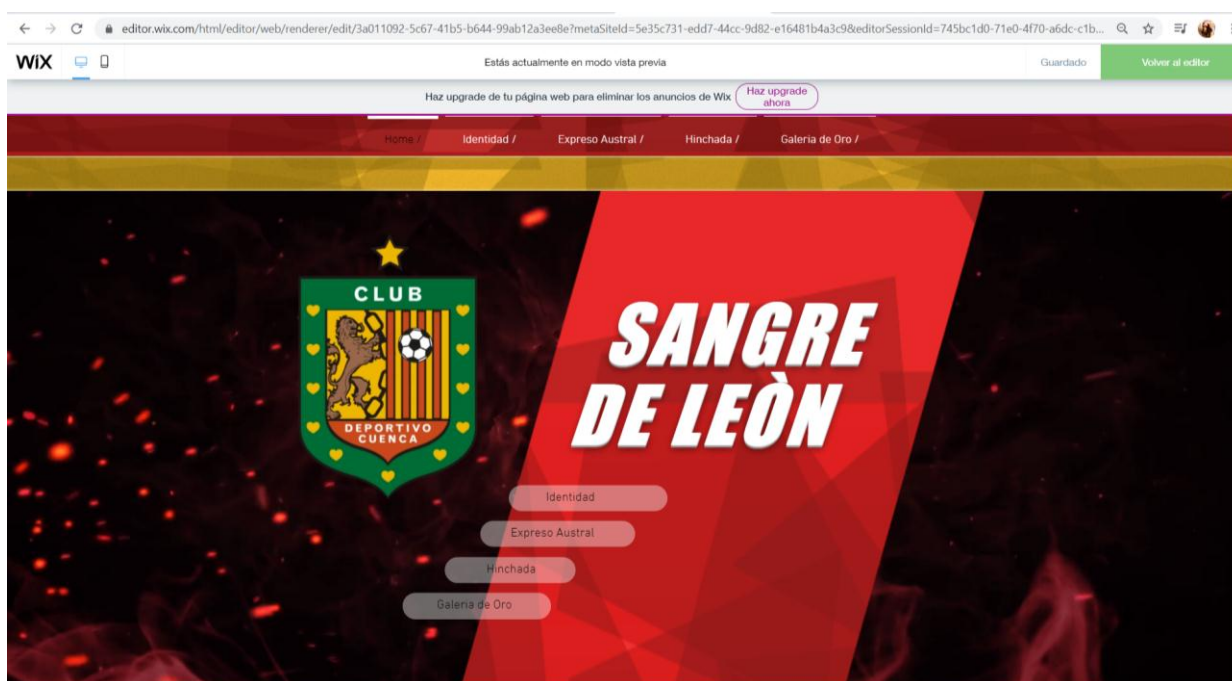 editor.wix.com/html/editor/web/renderer/edit/3a011092-5c67-41b5-b644-99ab12a3ee8e?metaSiteId=5e35c731-edd7-44cc-9d82-e16481b4a3c9&editorSessionId=745bc1d0-71e0-4f70-a6dc-c1b...
WiX Estás actualmente en modo vista previa Guardado Volver al editor
Haz upgrade de tu página web para eliminar los anuncios de Wix Haz upgrade ahora
Home / Identidad / Expreso Austral / Hinchada / Galeria de Oro /
CLUB
DEPORTIVO
CUENCA
SANGRE
DE LEÒN
Identidad
Expreso Austral
Hinchada
Galeria de Oro